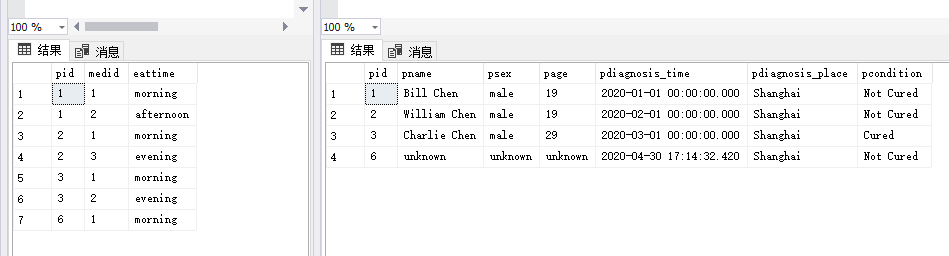 100 %
结果 消息
pid medid eattime
1 1 1 morning
2 1 2 afternoon
3 2 1 morning
4 2 3 evening
5 3 1 morning
6 3 2 evening
7 6 1 morning
100 %
结果 消息
pid pname psex page pdiagnosis_time pdiagnosis_place pcondition
1 1 Bill Chen male 19 2020-01-01 00:00:00.000 Shanghai Not Cured
2 2 William Chen male 19 2020-02-01 00:00:00.000 Shanghai Not Cured
3 3 Charlie Chen male 29 2020-03-01 00:00:00.000 Shanghai Cured
4 6 unknown unknown unknown 2020-04-30 17:14:32.420 Shanghai Not Cured